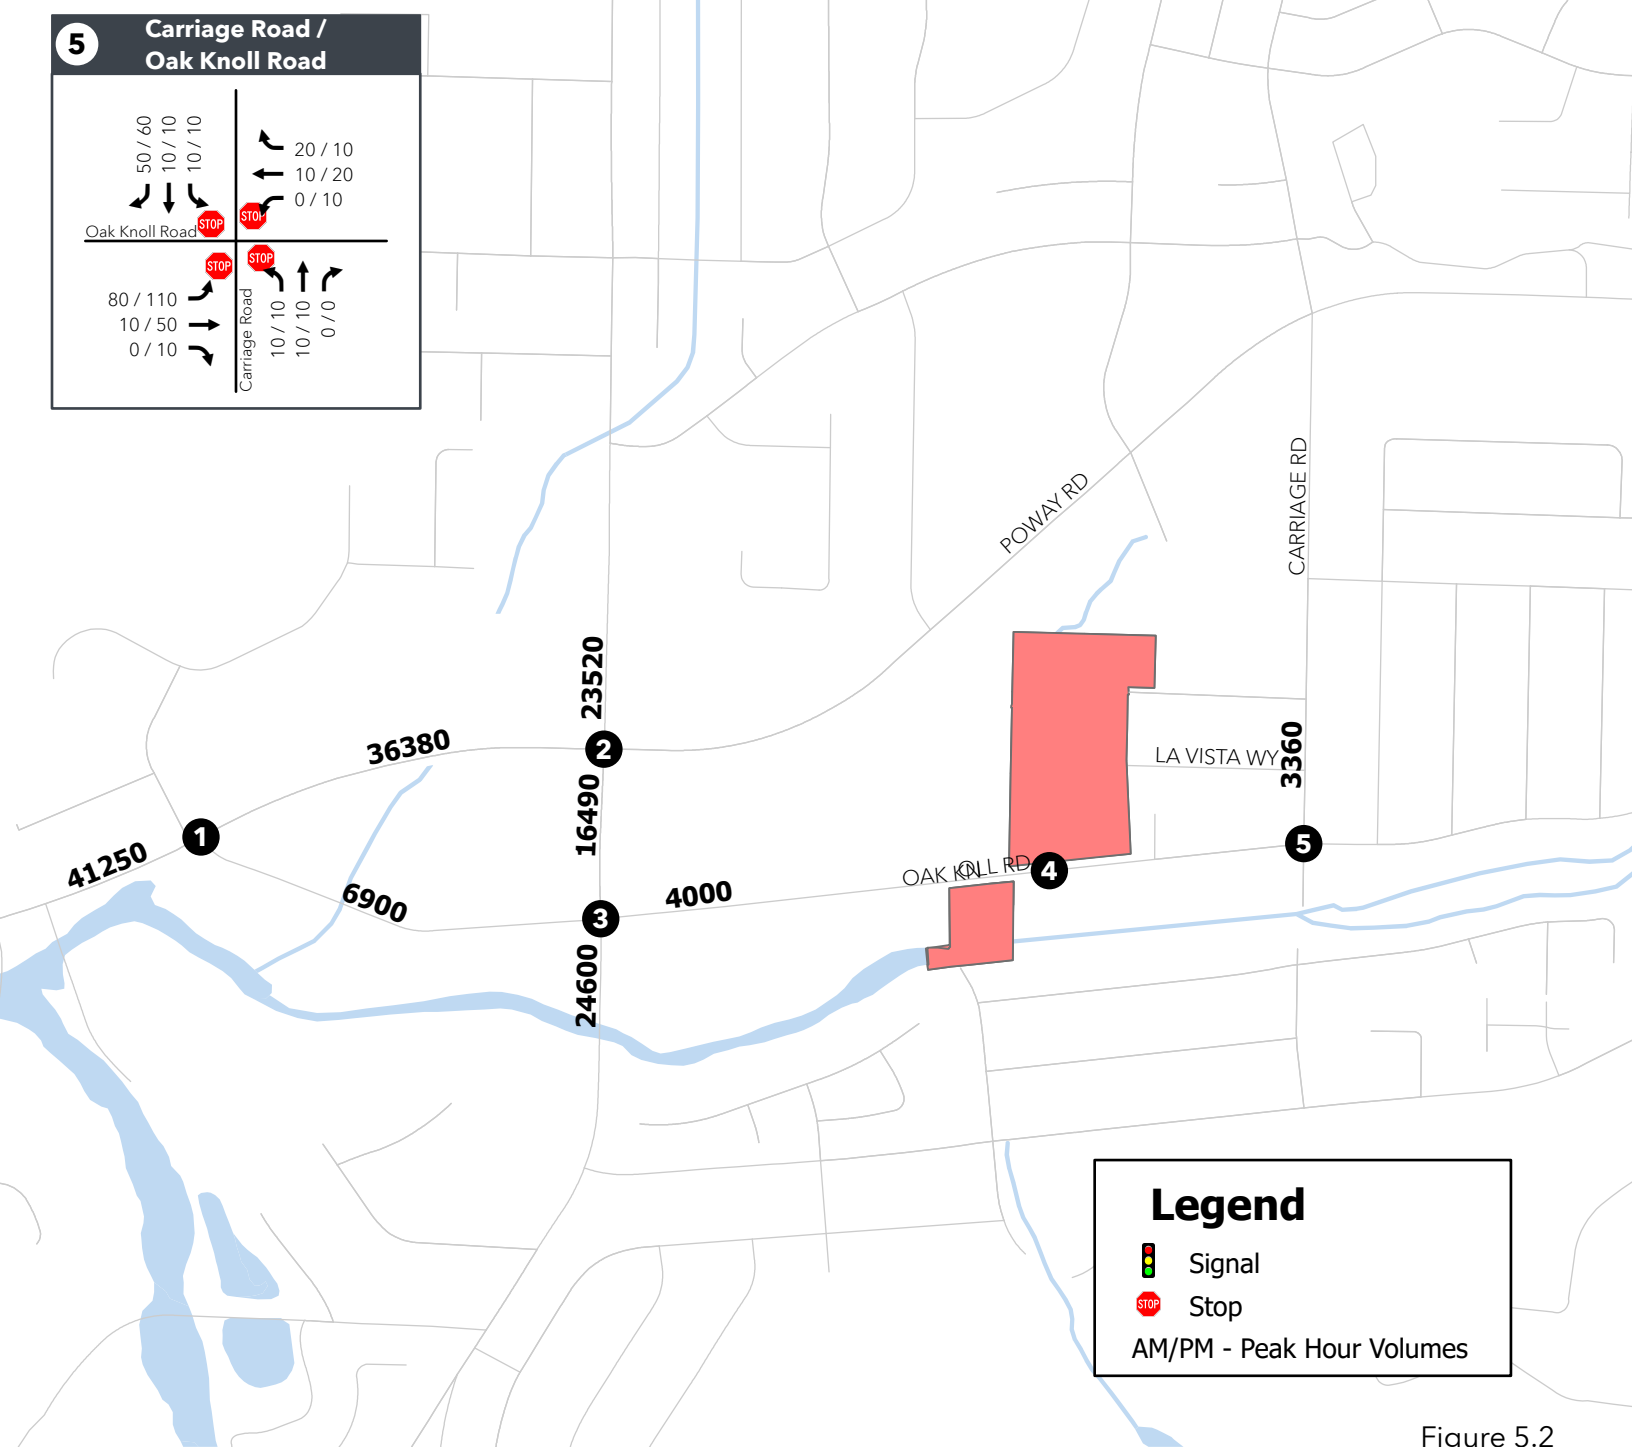 5
Carriage Road /
Oak Knoll Road
50 / 60
10 / 10
10 / 10
20 / 10
10 / 20
0 / 10
Oak Knoll Road
STOP
STOP
STOP
STOP
80 / 110
10 / 50
0 / 10
Carriage Road
10 / 10
10 / 10
0 / 0
POWAY RD
CARRIAGE RD
23520
36380
2
16490
LA VISTA WY
3360
1
41250
6900
3
4000
24600
OAK KNOLL RD
4
5
Legend
Signal
STOP
Stop
AM/PM - Peak Hour Volumes
Figure 5.2